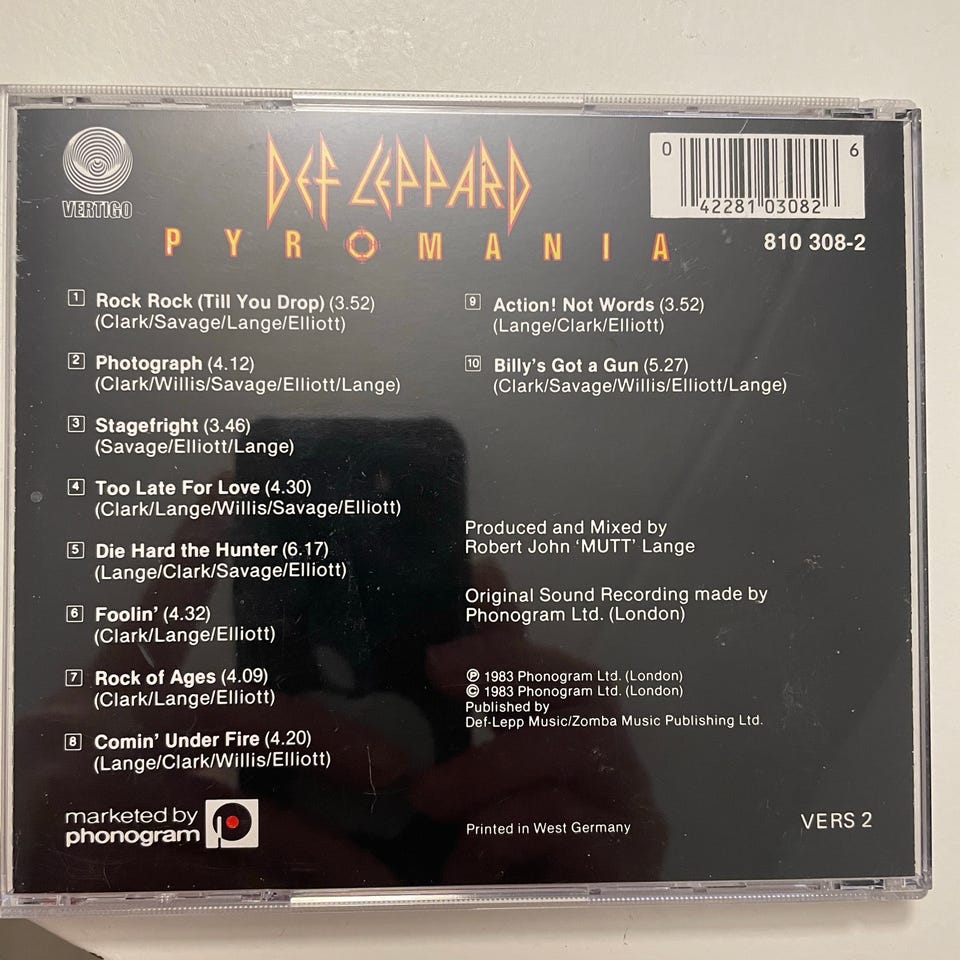 VERTIGO
DEF LEPPARD
PYROMANIA
0 42281 03082 6
810 308-2
1 Rock Rock (Till You Drop) (3.52)
(Clark/Savage/Lange/Elliott)
2 Photograph (4.12)
(Clark/Willis/Savage/Elliott/Lange)
3 Stagefright (3.46)
(Savage/Elliott/Lange)
4 Too Late For Love (4.30)
(Clark/Lange/Willis/Savage/Elliott)
5 Die Hard the Hunter (6.17)
(Lange/Clark/Savage/Elliott)
6 Foolin' (4.32)
(Clark/Lange/Elliott)
7 Rock of Ages (4.09)
(Clark/Lange/Elliott)
8 Comin' Under Fire (4.20)
(Lange/Clark/Willis/Elliott)
9 Action! Not Words (3.52)
(Lange/Clark/Elliott)
10 Billy's Got a Gun (5.27)
(Clark/Savage/Willis/Elliott/Lange)
Produced and Mixed by
Robert John 'MUTT' Lange
Original Sound Recording made by
Phonogram Ltd. (London)
℗ 1983 Phonogram Ltd. (London)
© 1983 Phonogram Ltd. (London)
Published by
Def-Lepp Music/Zomba Music Publishing Ltd.
marketed by
phonogram
Printed in West Germany
VERS 2